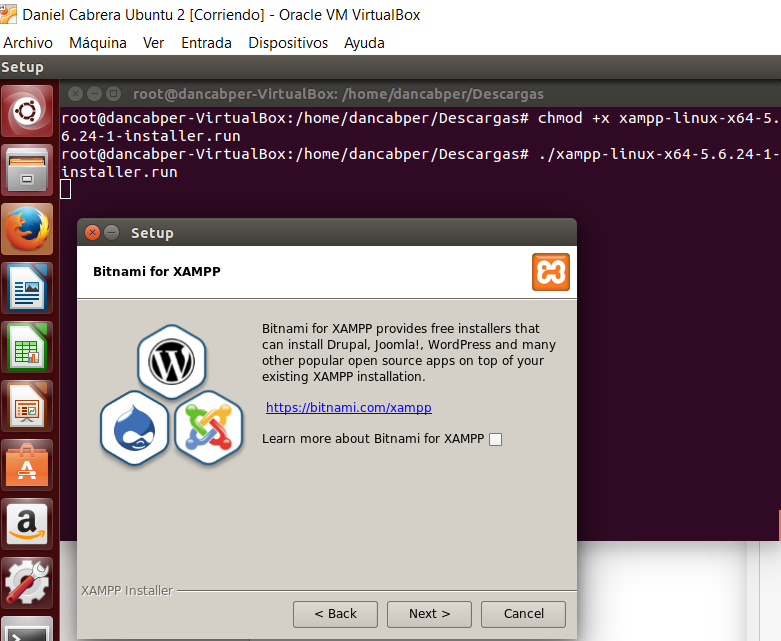 Daniel Cabrera Ubuntu 2 [Corriendo] - Oracle VM VirtualBox
Archivo Máquina Ver Entrada Dispositivos Ayuda
Setup
root@dancabper-VirtualBox: /home/dancabper/Descargas
root@dancabper-VirtualBox:/home/dancabper/Descargas# chmod +x xampp-linux-x64-5.
6.24-1-installer.run
root@dancabper-VirtualBox:/home/dancabper/Descargas# ./xampp-linux-x64-5.6.24-1-
installer.run
Setup
Bitnami for XAMPP
Bitnami for XAMPP provides free installers that
can install Drupal, Joomla!, WordPress and many
other popular open source apps on top of your
existing XAMPP installation.
https://bitnami.com/xampp
Learn more about Bitnami for XAMPP
XAMPP Installer
< Back
Next >
Cancel